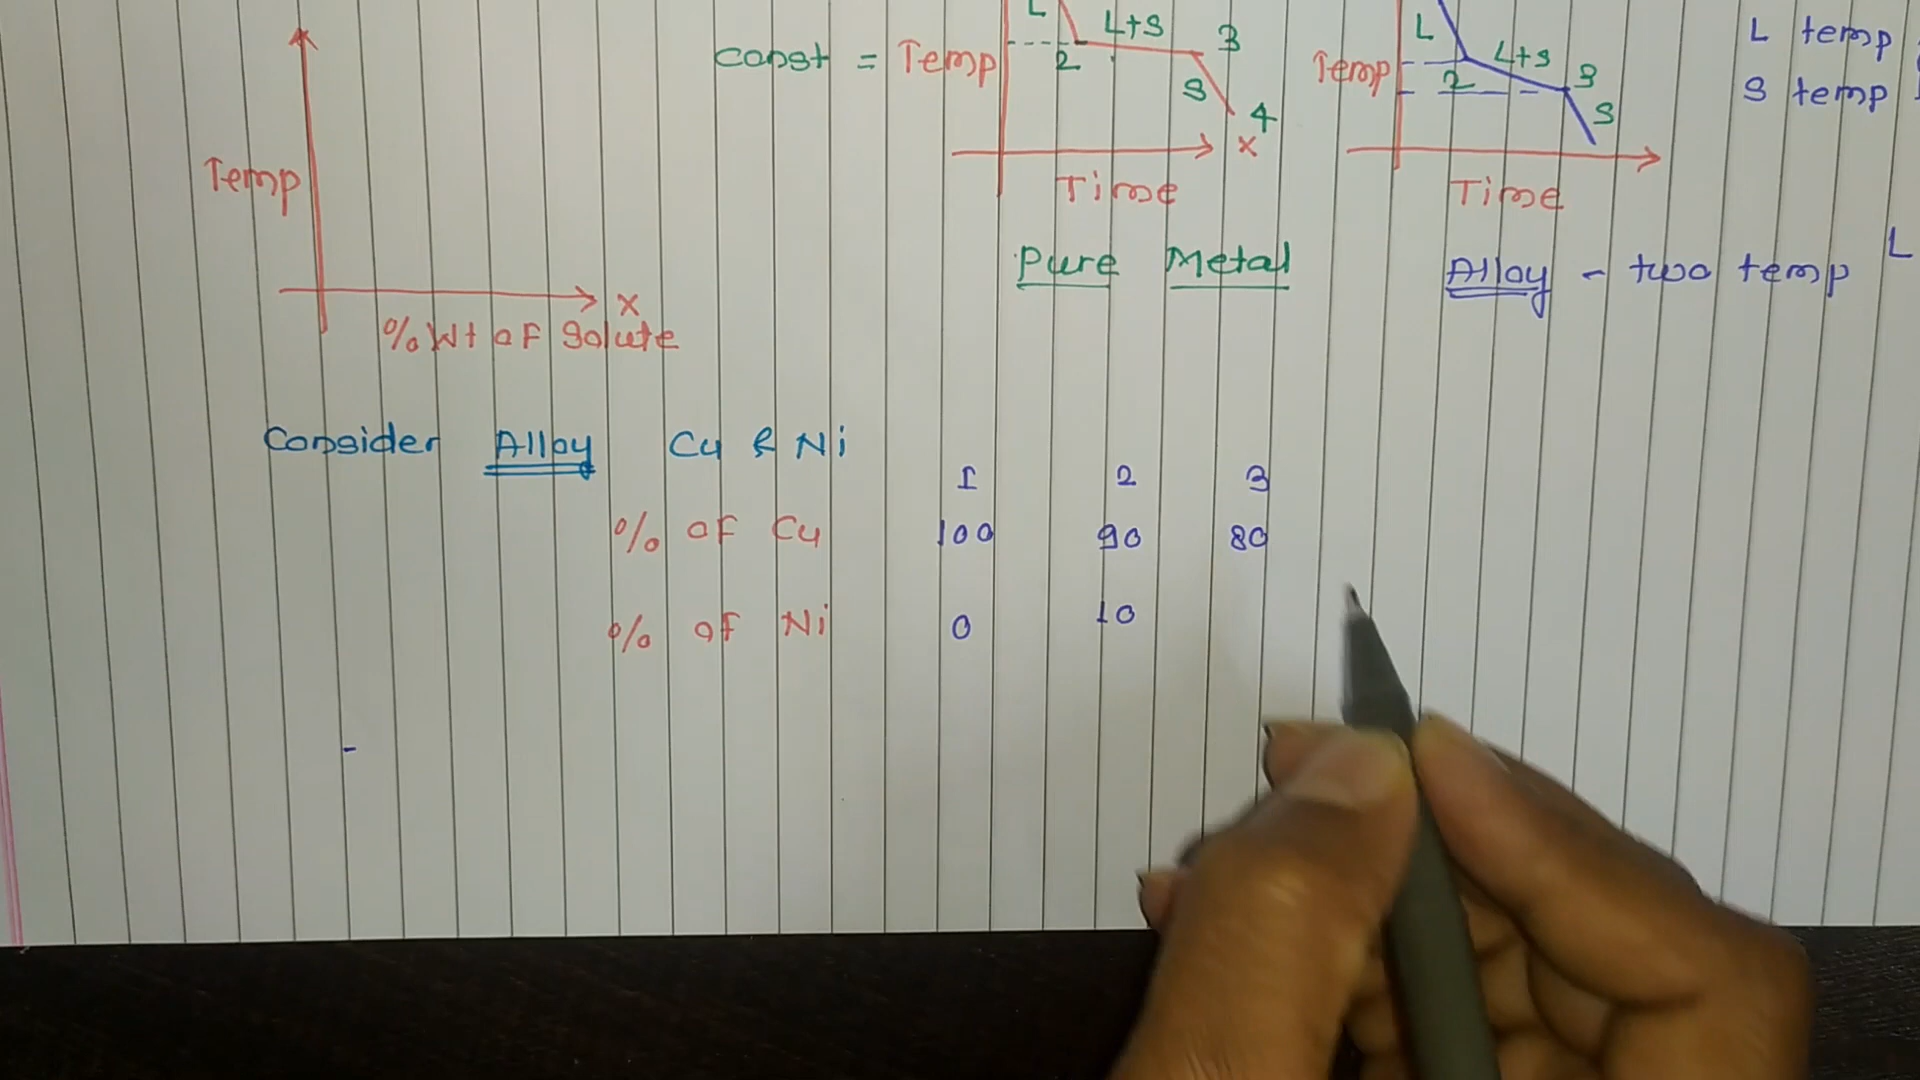 L L+S 3
const = Temp 2 S 4 X
Time
Pure Metal
L L+S 3
Temp 2 S
Time
Alloy - two temp L
L temp
S temp
Temp
X
% Wt of Solute
Consider Alloy Cu & Ni
1 2 3
% of Cu 100 90 80
% of Ni 0 10
-